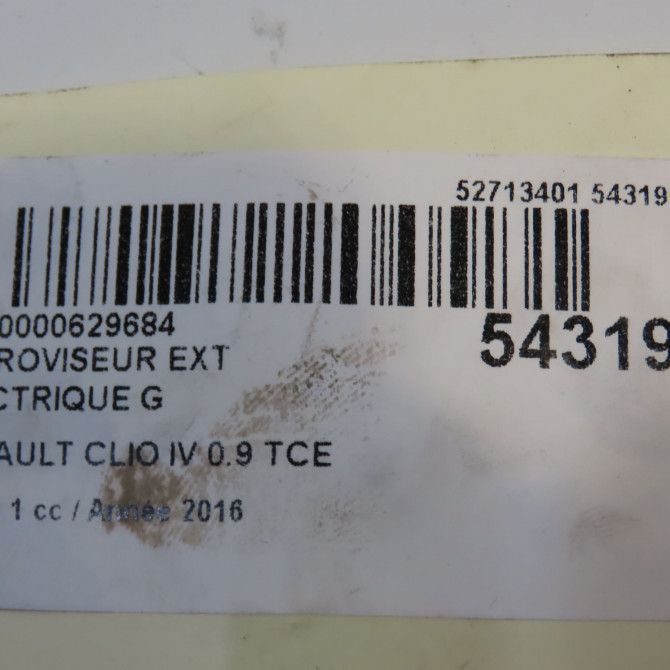 52713401 54319
0000629684
54319
ROVISEUR EXT
CTRIQUE G
AULT CLIO IV 0.9 TCE
1 cc / Année 2016